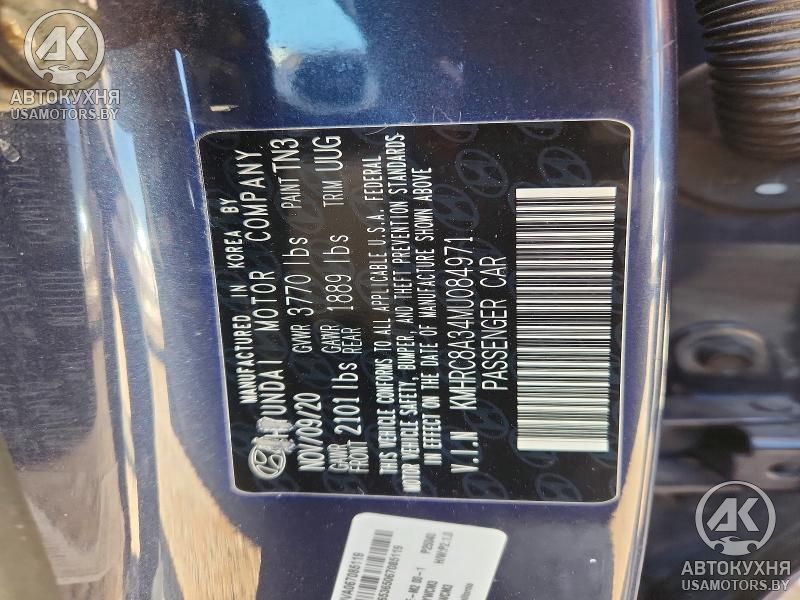 АК
АВТОКУХНЯ
USAMOTORS.BY
MANUFACTURED IN KOREA BY
HYUNDAI MOTOR COMPANY
NOV/09/20 GVWR 3770 lbs PAINT TN3
GAWR FRONT 2101 lbs GAWR REAR 1889 lbs TRIM UUG
THIS VEHICLE CONFORMS TO ALL APPLICABLE U.S.A. FEDERAL
MOTOR VEHICLE SAFETY, BUMPER, AND THEFT PREVENTION STANDARDS
IN EFFECT ON THE DATE OF MANUFACTURE SHOWN ABOVE
V.I.N KMHRC8A34MU084971
PASSENGER CAR
АК
АВТОКУХНЯ
USAMOTORS.BY